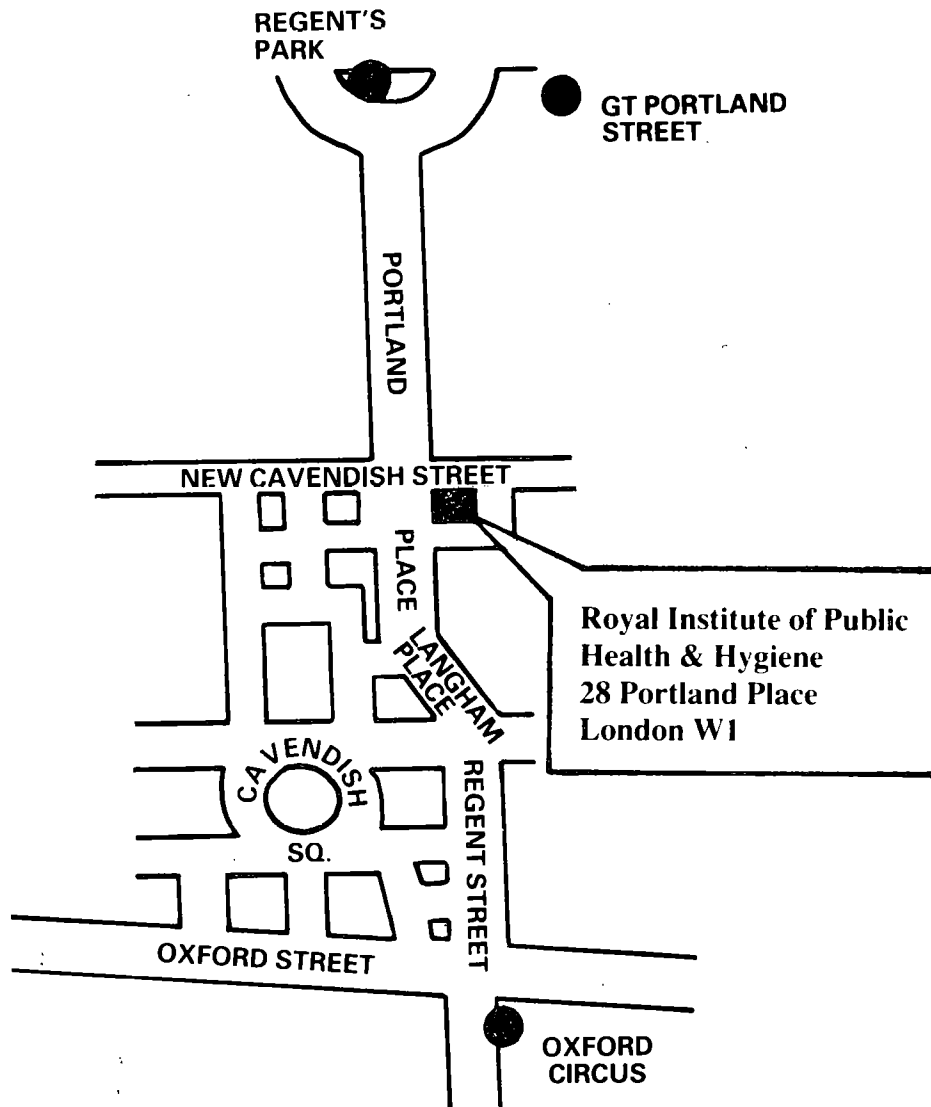 REGENT'S
PARK
GT PORTLAND
STREET
PORTLAND
NEW CAVENDISH STREET
PLACE
LANGHAM
PLACE
Royal Institute of Public
Health & Hygiene
28 Portland Place
London W1
CAVENDISH
SQ.
REGENT STREET
OXFORD STREET
OXFORD
CIRCUS